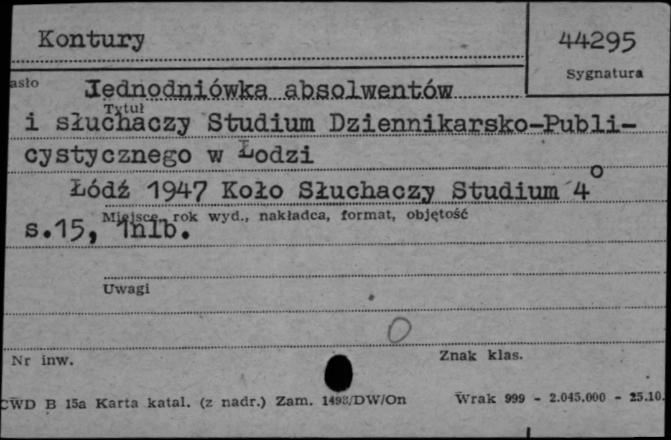 Kontury
44295
Sygnatura
asło
Jednodniówka absolwentów
Tytuł
i słuchaczy Studium Dziennikarsko-Publi-
cystycznego w Łodzi
Łódź 1947 Koło Słuchaczy Studium 4°
Miejsce, rok wyd., nakładca, format, objętość
s.15, 1nlb.
Uwagi
Nr inw.
Znak klas.
CWD B 15a Karta katal. (z nadr.) Zam. 1498/DW/On Wrak 999 - 2.045.000 - 25.10.